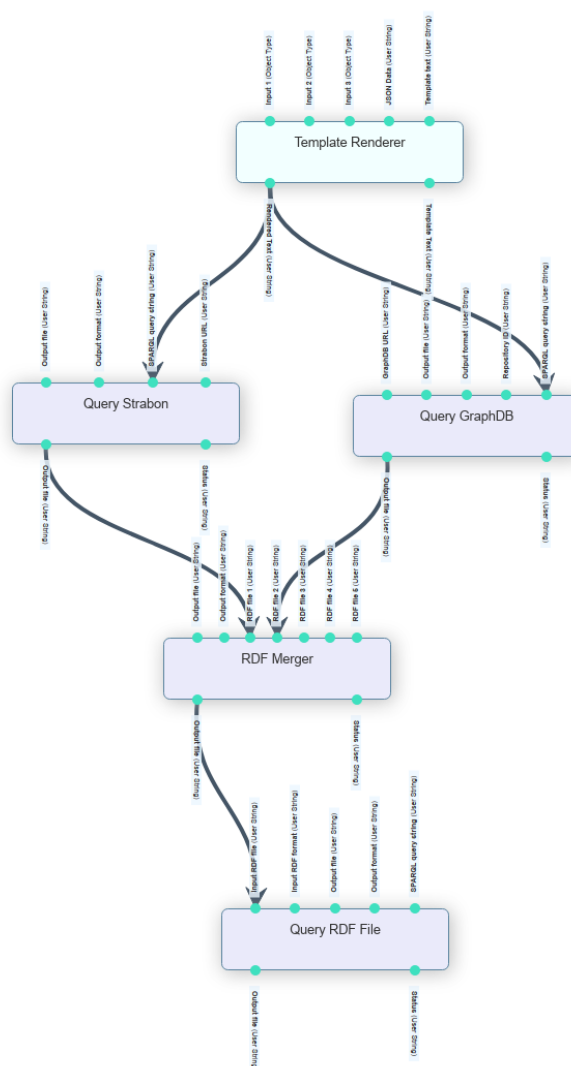 Input 1 (Object Type)
Input 2 (Object Type)
Input 3 (Object Type)
JSON Data (User String)
Template text (User String)
Template Renderer
Rendered Text (User String)
Template Text (User String)
Output file (User String)
Output format (User String)
SPARQL query string (User String)
Strabon URL (User String)
GraphDB URL (User String)
Output file (User String)
Output format (User String)
Repository ID (User String)
SPARQL query string (User String)
Query Strabon
Query GraphDB
Output file (User String)
Status (User String)
Output file (User String)
Status (User String)
Output file (User String)
Output format (User String)
RDF file 1 (User String)
RDF file 2 (User String)
RDF file 3 (User String)
RDF file 4 (User String)
RDF file 5 (User String)
RDF Merger
Output file (User String)
Status (User String)
Input RDF file (User String)
Input RDF format (User String)
Output file (User String)
Output format (User String)
SPARQL query string (User String)
Query RDF File
Output file (User String
Status (User String)